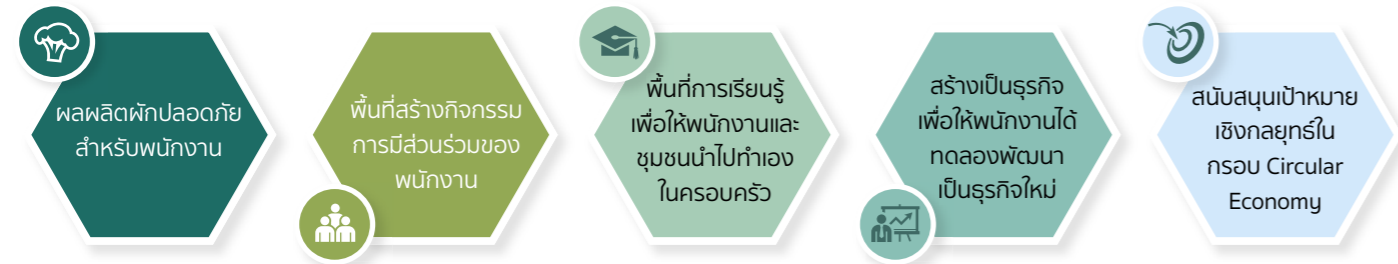 ผลผลิตผักปลอดภัย
สำหรับพนักงาน
พื้นที่สร้างกิจกรรม
การมีส่วนร่วมของ
พนักงาน
พื้นที่การเรียนรู้
เพื่อให้พนักงานและ
ชุมชนนำไปทำเอง
ในครอบครัว
สร้างเป็นธุรกิจ
เพื่อให้พนักงานได้
ทดลองพัฒนา
เป็นธุรกิจใหม่
สนับสนุนเป้าหมาย
เชิงกลยุทธ์ใน
กรอบ Circular
Economy